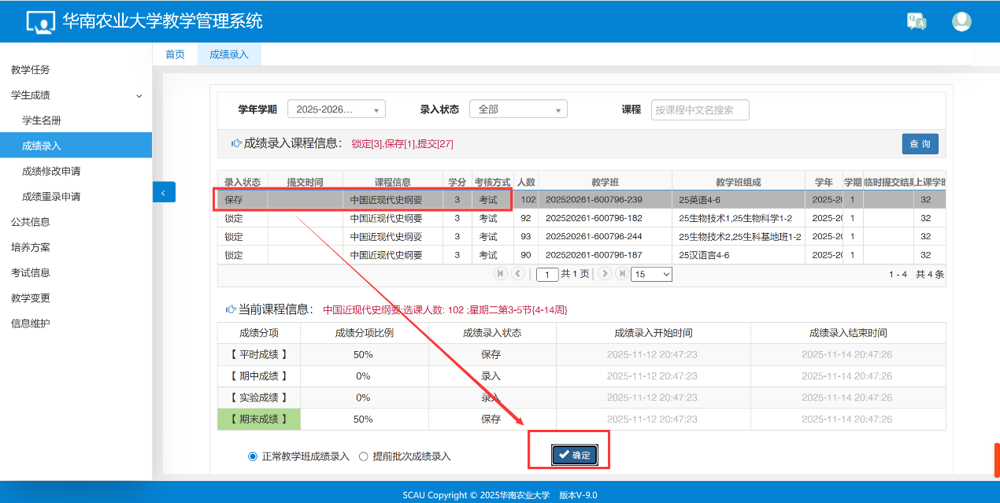 华南农业大学教学管理系统
首页 成绩录入
教学任务
学生成绩
学生名册
成绩录入
成绩修改申请
成绩重录申请
公共信息
培养方案
考试信息
教学变更
信息维护
学年学期 2025-2026... 录入状态 全部 课程 按课程中文名搜索
成绩录入课程信息： 锁定[3],保存[1],提交[27] 查 询
录入状态 提交时间 课程信息 学分 考核方式 人数 教学班 教学班组成 学年 学期 临时提交结 上课学时
保存 中国近现代史纲要 3 考试 102 202520261-600796-239 25英语4-6 2025-20 1 32
锁定 中国近现代史纲要 3 考试 92 202520261-600796-182 25生物技术1,25生物科学1-2 2025-20 1 32
锁定 中国近现代史纲要 3 考试 93 202520261-600796-244 25生物技术2,25生科基地班1-2 2025-20 1 32
锁定 中国近现代史纲要 3 考试 90 202520261-600796-187 25汉语言4-6 2025-20 1 32
1 共 1 页 15 1 - 4 共 4 条
当前课程信息： 中国近现代史纲要;选课人数: 102 ;星期二第3-5节{4-14周}
成绩分项 成绩分项比例 成绩录入状态 成绩录入开始时间 成绩录入结束时间
【 平时成绩 】 50% 保存 2025-11-12 20:47:23 2025-11-14 20:47:26
【 期中成绩 】 0% 录入 2025-11-12 20:47:23 2025-11-14 20:47:26
【 实验成绩 】 0% 录入 2025-11-12 20:47:23 2025-11-14 20:47:26
【 期末成绩 】 50% 保存 2025-11-12 20:47:23 2025-11-14 20:47:26
正常教学班成绩录入 提前批次成绩录入 确定
SCAU Copyright © 2025华南农业大学 版本V-9.0